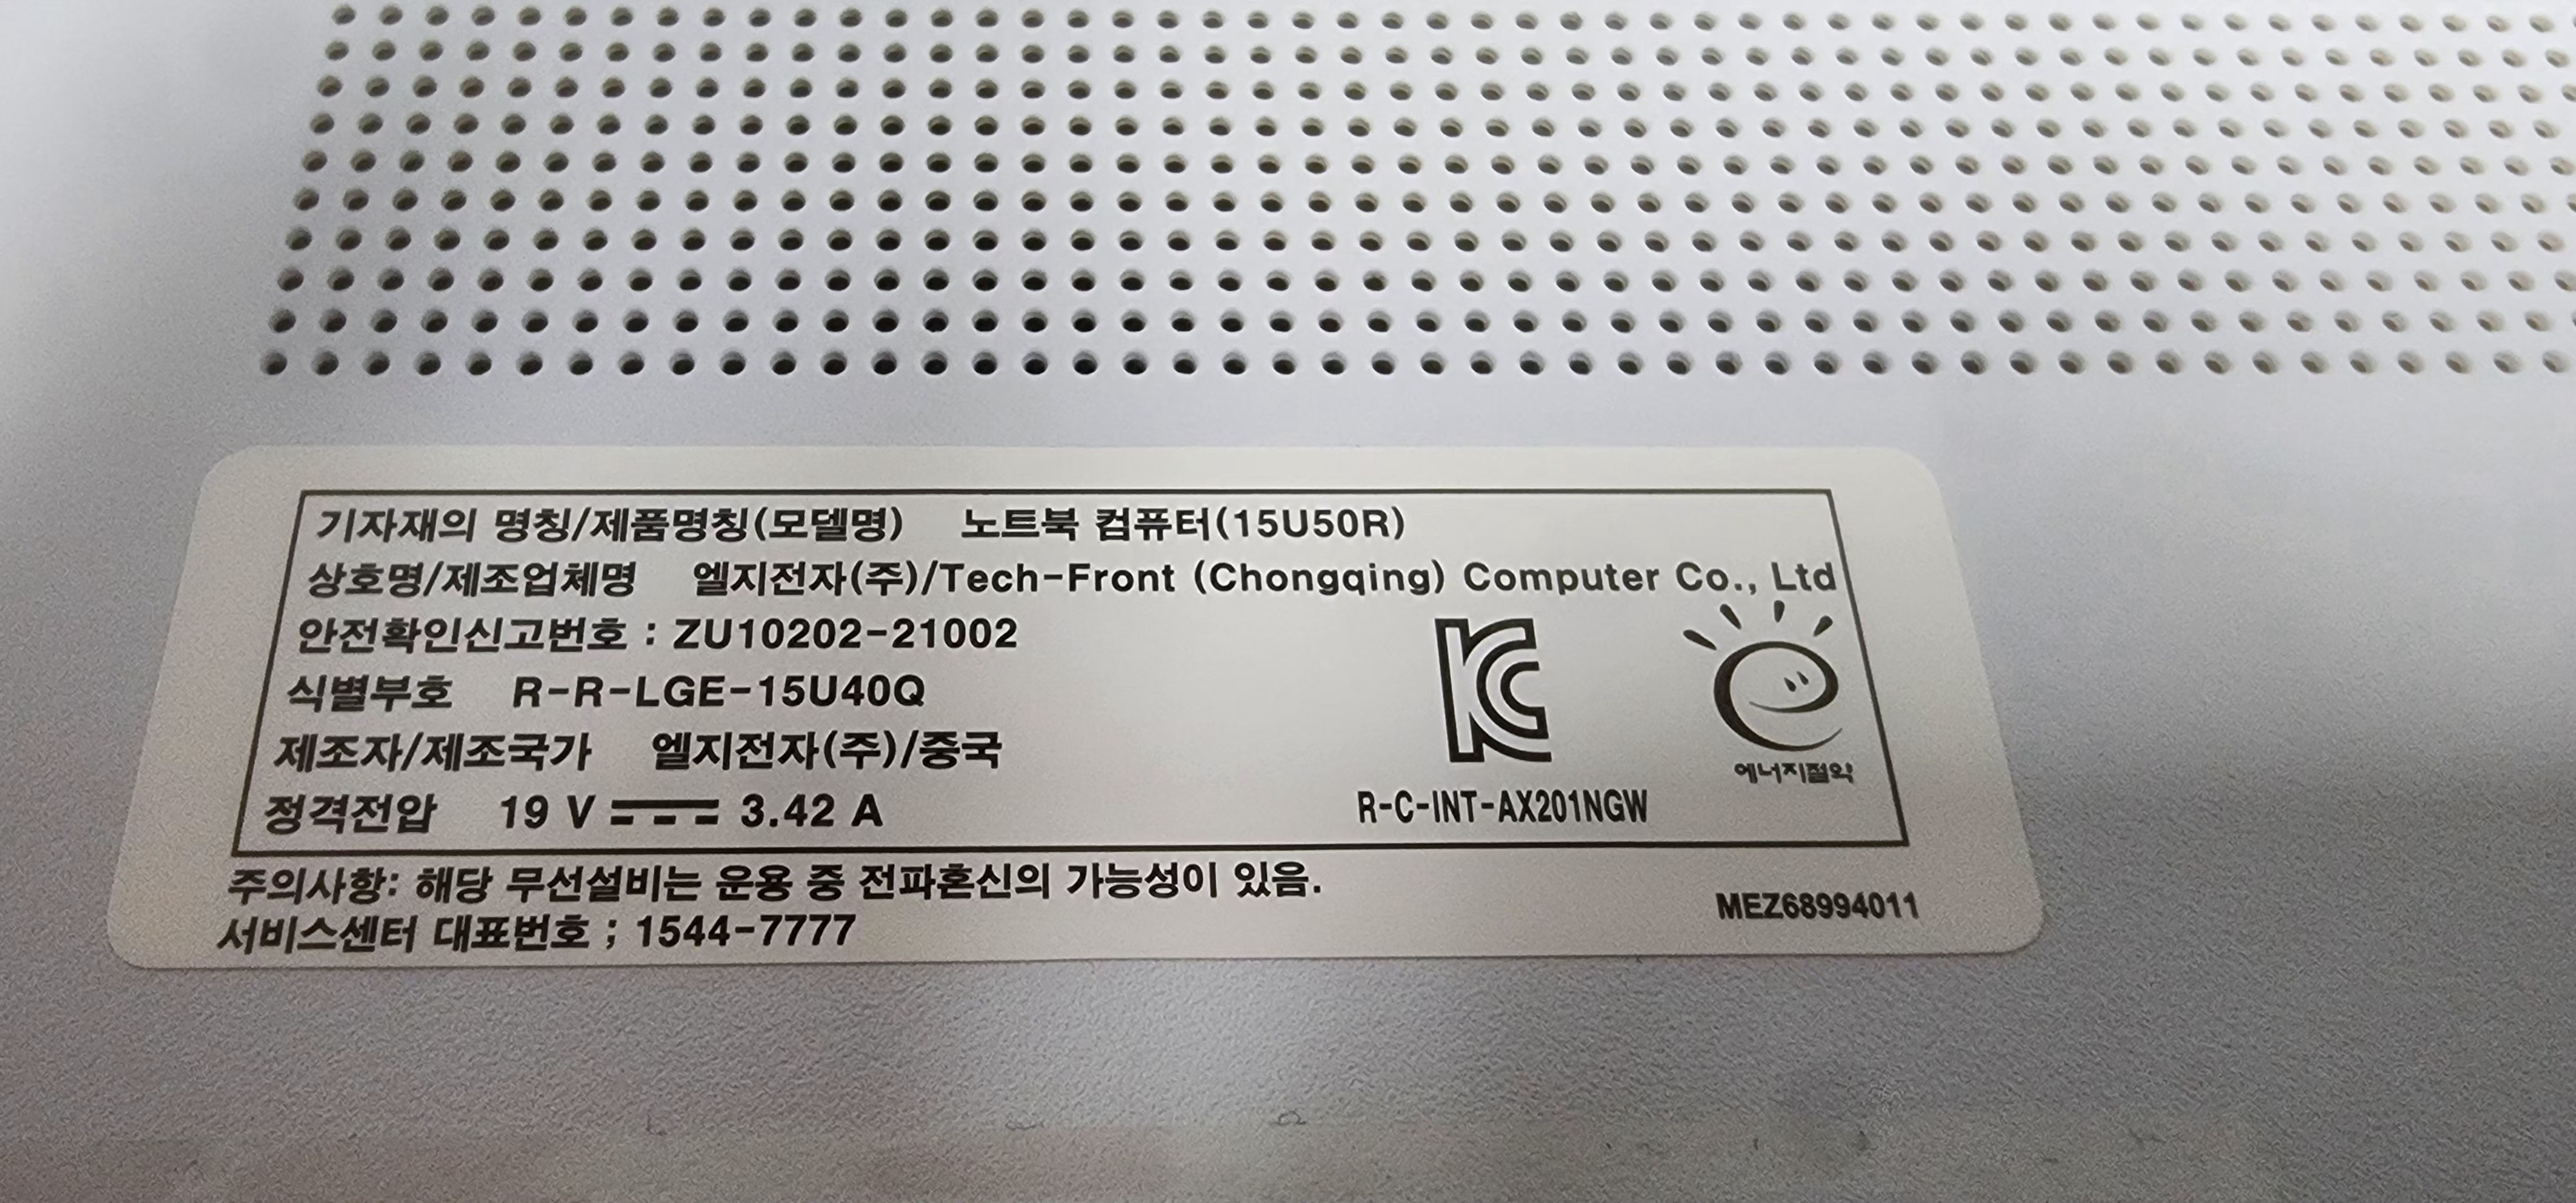 기자재의 명칭/제품명칭(모델명) 노트북 컴퓨터(15U50R)
상호명/제조업체명 엘지전자(주)/Tech-Front (Chongqing) Computer Co., Ltd
안전확인신고번호 : ZU10202-21002
식별부호 R-R-LGE-15U40Q
제조자/제조국가 엘지전자(주)/중국
정격전압 19 V 3.42 A
에너지절약
R-C-INT-AX201NGW
주의사항: 해당 무선설비는 운용 중 전파혼신의 가능성이 있음.
서비스센터 대표번호 ; 1544-7777
MEZ68994011